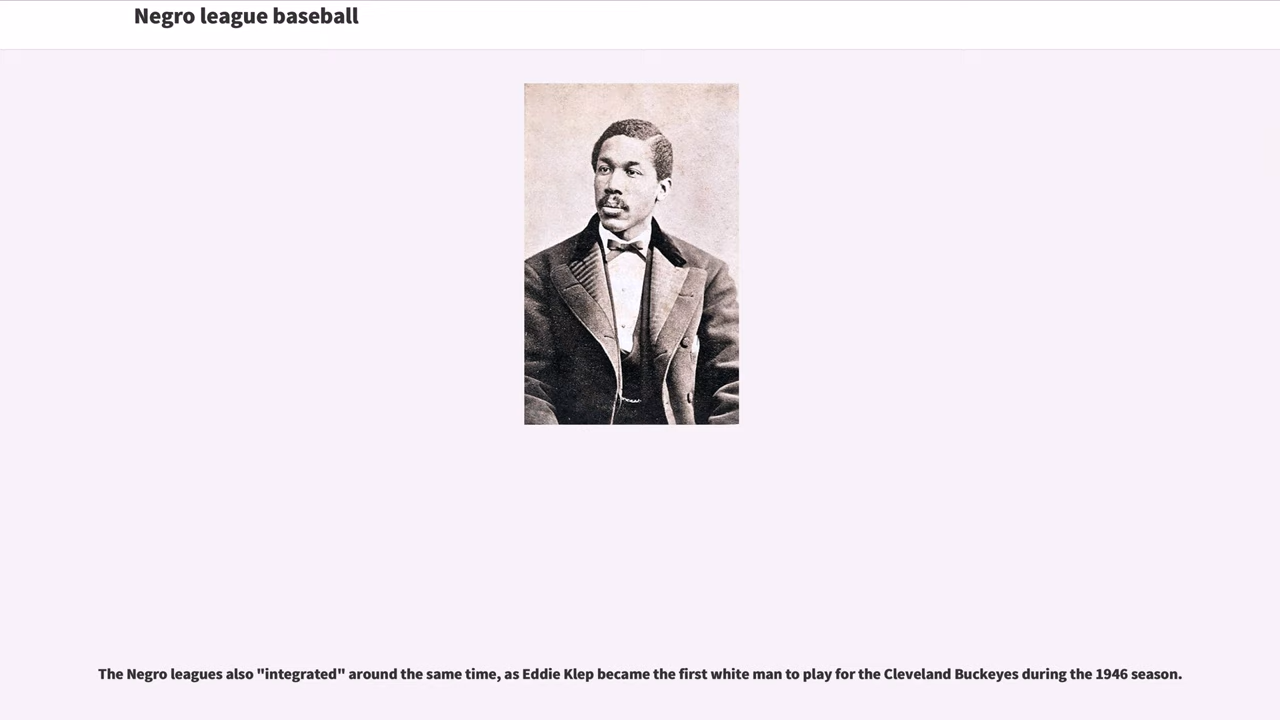 Negro league baseball
The Negro leagues also "integrated" around the same time, as Eddie Klep became the first white man to play for the Cleveland Buckeyes during the 1946 season.